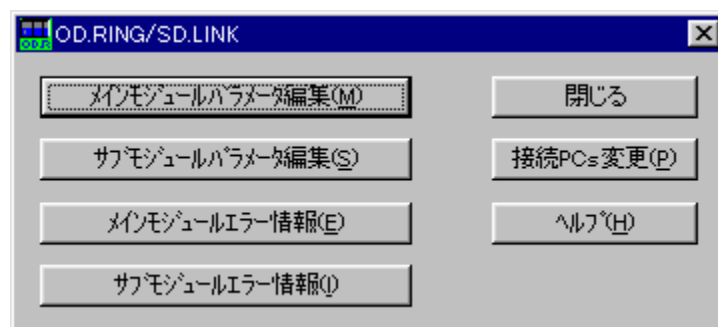 OD.R
OD.RING/SD.LINK
ﾒｲﾝﾓｼﾞｭｰﾙﾊﾟﾗﾒｰﾀ編集(M)
閉じる
ｻﾌﾞﾓｼﾞｭｰﾙﾊﾟﾗﾒｰﾀ編集(S)
接続PCs変更(P)
ﾒｲﾝﾓｼﾞｭｰﾙエラー情報(E)
ﾍﾙﾌﾟ(H)
ｻﾌﾞﾓｼﾞｭｰﾙエラー情報(I)